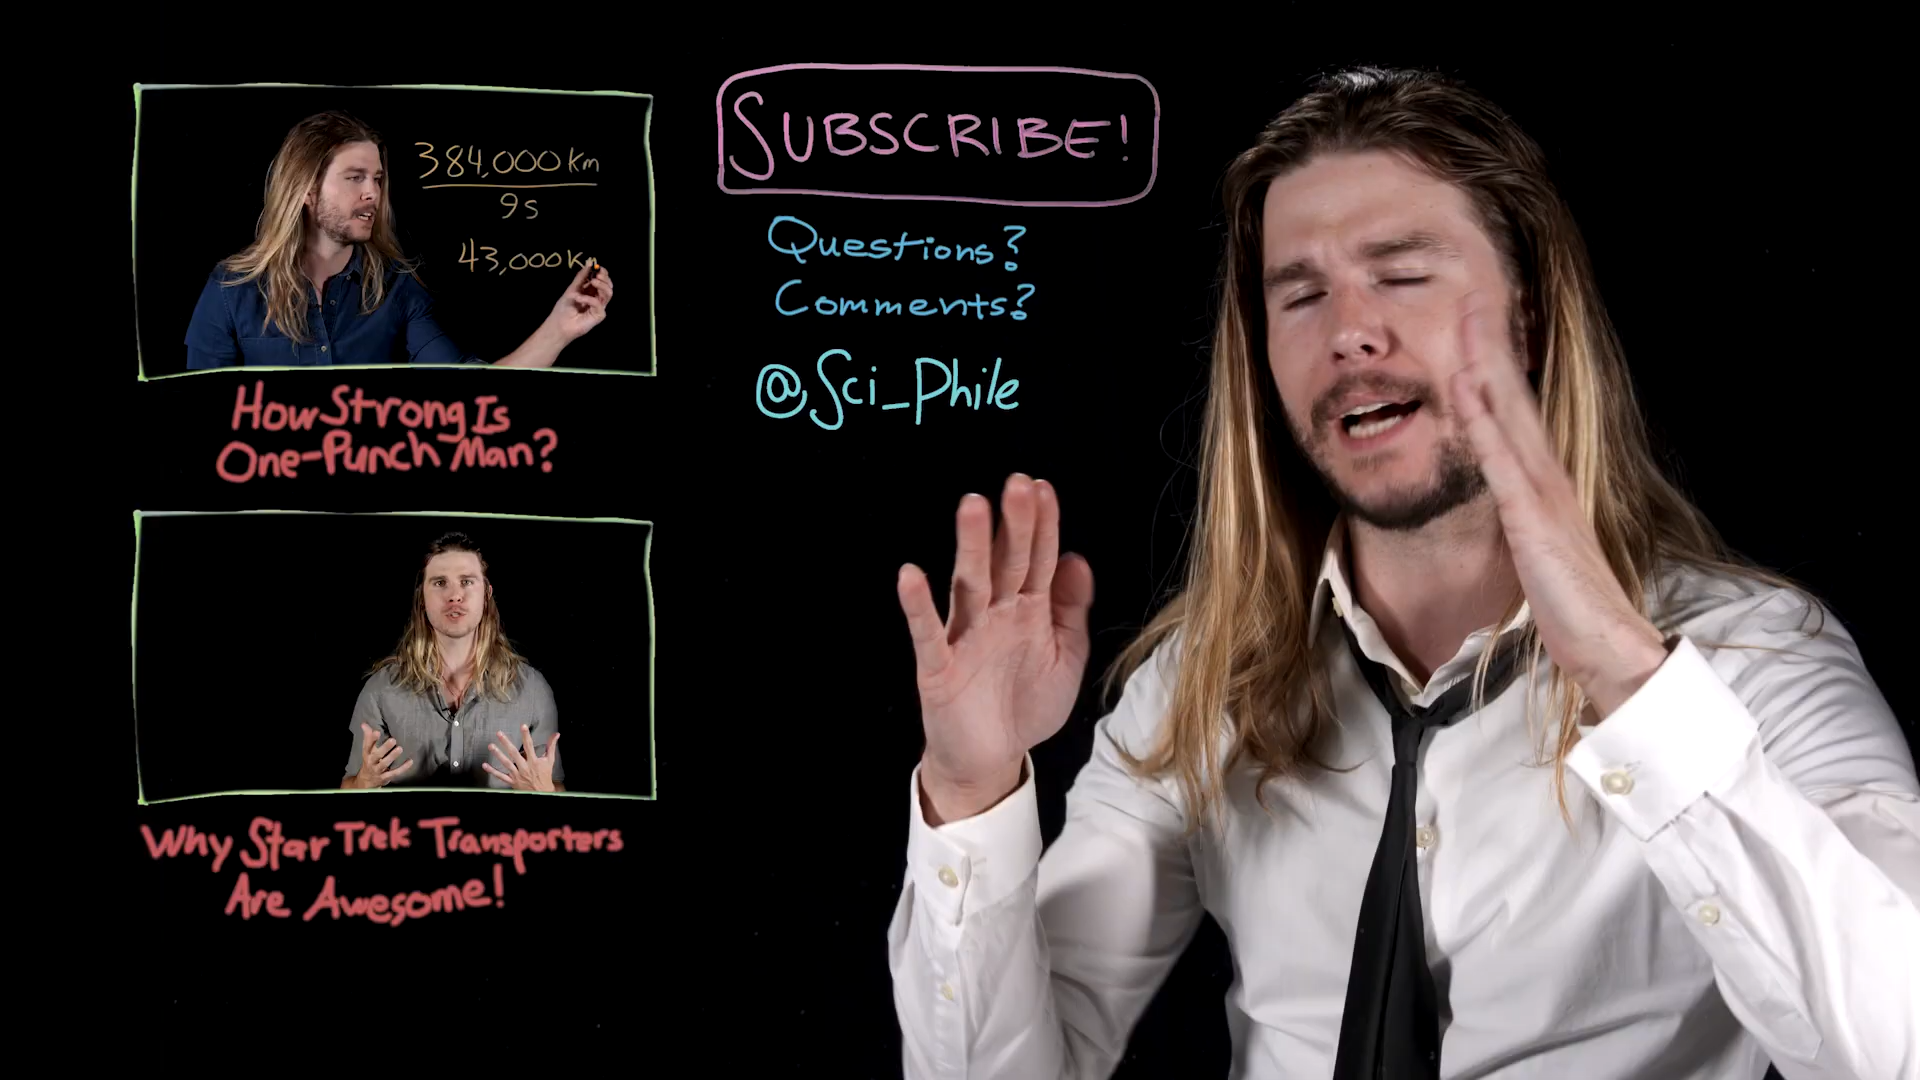 384,000 km
9s
43,000 km
How Strong Is
One-Punch Man?
Why Star Trek Transporters
Are Awesome!
SUBSCRIBE!
Questions?
Comments?
@Sci_Phile